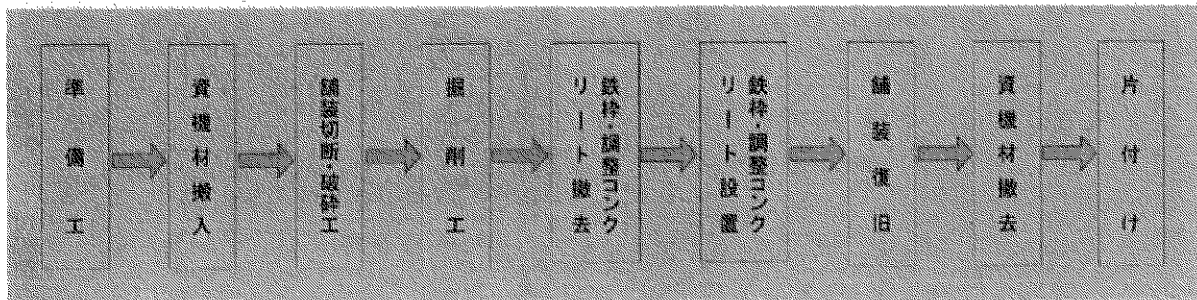 準備工
資機材搬入
舗装切断・破砕工
掘削工
鉄枠・調整コンク
リート撤去
鉄枠・調整コンク
リート設置
舗装復旧
資機材撤去
片付け